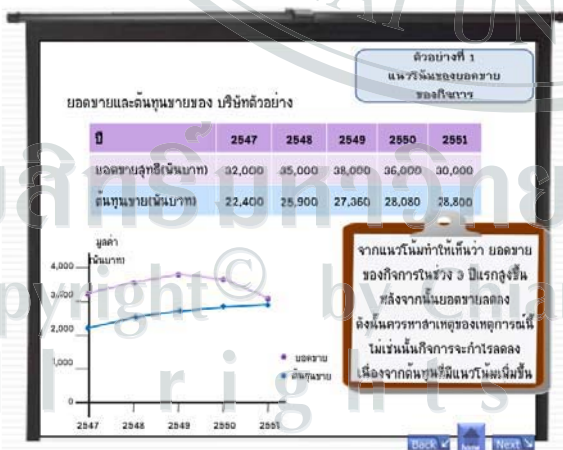 ตัวอย่างที่ 1
แนวโน้มของยอดขาย
ของกิจการ
ยอดขายและต้นทุนขายของ บริษัทตัวอย่าง
ปี 2547 2548 2549 2550 2551
ยอดขายสุทธิ(พันบาท) 32,000 35,000 38,000 36,000 30,000
ต้นทุนขาย(พันบาท) 22,400 25,900 27,360 28,080 28,800
มูลค่า
(พันบาท)
4,000
3,000
2,000
1,000
0
2547 2548 2549 2550 2551
ยอดขาย
ต้นทุนขาย
จากแนวโน้มทำให้เห็นว่า ยอดขาย
ของกิจการในช่วง 3 ปีแรกสูงขึ้น
หลังจากนั้นยอดขายลดลง
ดังนั้นควรหาสาเหตุของเหตุการณ์นี้
ไม่เช่นนั้นกิจการจะกำไรลดลง
เนื่องจากต้นทุนที่มีแนวโน้มเพิ่มขึ้น
Back Next